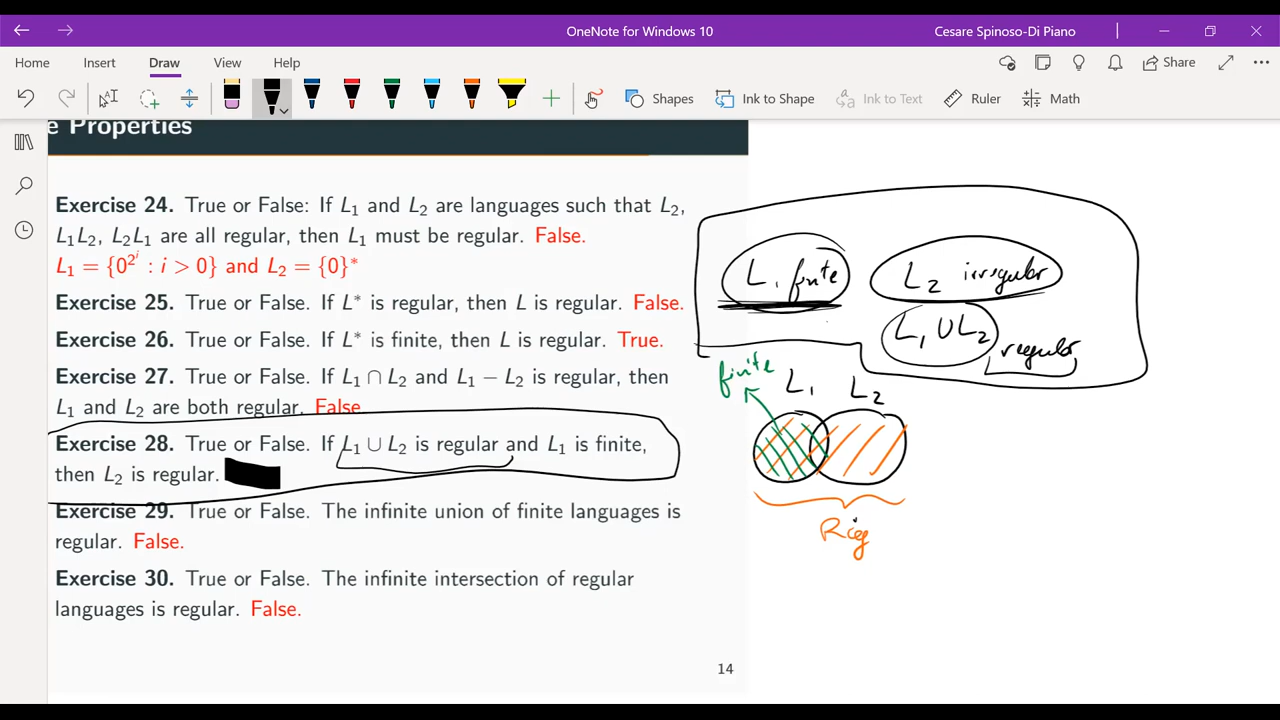 OneNote for Windows 10
Cesare Spinoso-Di Piano
Home Insert Draw View Help
Share
Shapes
Ink to Shape
Ink to Text
Ruler
Math
e Properties
Exercise 24. True or False: If L₁ and L₂ are languages such that L₂,
L₁L₂, L₂L₁ are all regular, then L₁ must be regular. False.
L₁ = {0^{2^i} : i > 0} and L₂ = {0}*
Exercise 25. True or False. If L* is regular, then L is regular. False.
Exercise 26. True or False. If L* is finite, then L is regular. True.
Exercise 27. True or False. If L₁ ∩ L₂ and L₁ − L₂ is regular, then
L₁ and L₂ are both regular. False.
Exercise 28. True or False. If L₁ ∪ L₂ is regular and L₁ is finite,
then L₂ is regular.
Exercise 29. True or False. The infinite union of finite languages is
regular. False.
Exercise 30. True or False. The infinite intersection of regular
languages is regular. False.
14
L₁ finite L₂ irregular
L₁ ∪ L₂
regular
finite L₁ L₂